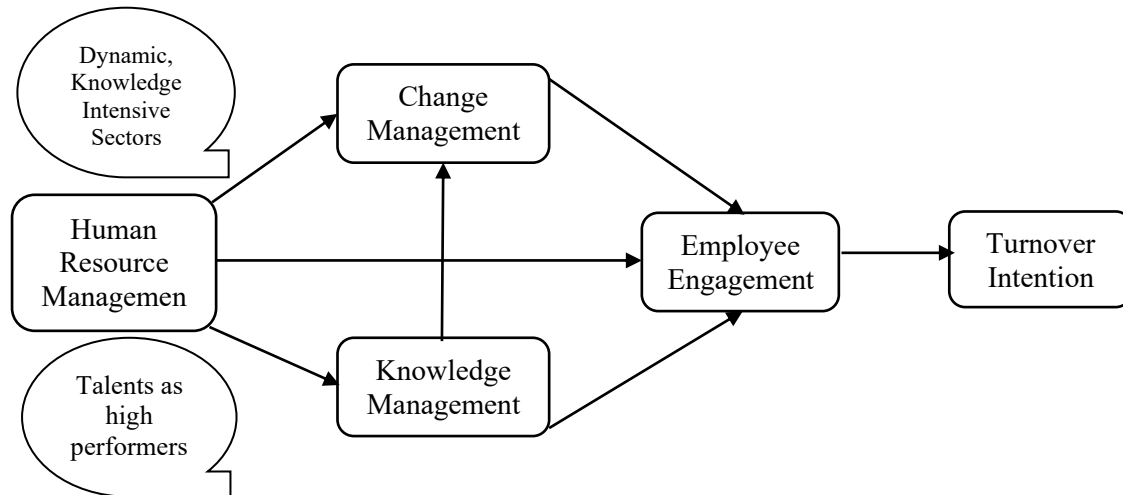 Dynamic,
Knowledge
Intensive
Sectors
Change
Management
Human
Resource
Managemen
Employee
Engagement
Turnover
Intention
Knowledge
Management
Talents as
high
performers